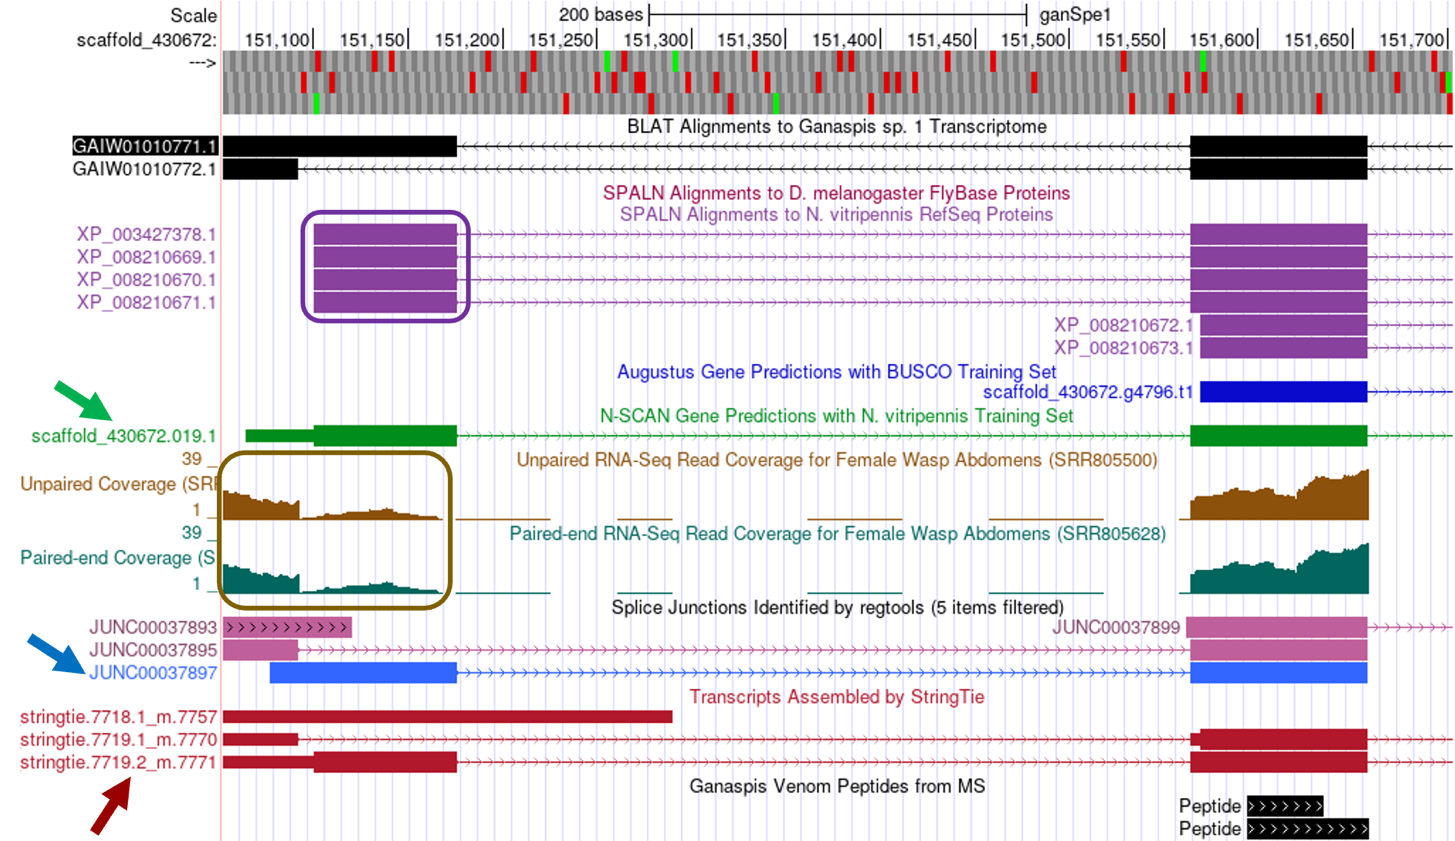 Scale 200 bases ganSpe1
scaffold_430672: 151,100 151,150 151,200 151,250 151,300 151,350 151,400 151,450 151,500 151,550 151,600 151,650 151,700
--->
BLAT Alignments to Ganaspis sp. 1 Transcriptome
GAIW01010771.1
GAIW01010772.1
SPALN Alignments to D. melanogaster FlyBase Proteins
SPALN Alignments to N. vitripennis RefSeq Proteins
XP_003427378.1
XP_008210669.1
XP_008210670.1
XP_008210671.1
XP_008210672.1
XP_008210673.1
Augustus Gene Predictions with BUSCO Training Set
scaffold_430672.g4796.t1
N-SCAN Gene Predictions with N. vitripennis Training Set
scaffold_430672.019.1
39 _ Unpaired RNA-Seq Read Coverage for Female Wasp Abdomens (SRR805500)
Unpaired Coverage (SRR
1 _
39 _ Paired-end RNA-Seq Read Coverage for Female Wasp Abdomens (SRR805628)
Paired-end Coverage (S
1 _
Splice Junctions Identified by regtools (5 items filtered)
JUNC00037893 JUNC00037899
JUNC00037895
JUNC00037897
Transcripts Assembled by StringTie
stringtie.7718.1_m.7757
stringtie.7719.1_m.7770
stringtie.7719.2_m.7771
Ganaspis Venom Peptides from MS
Peptide
Peptide